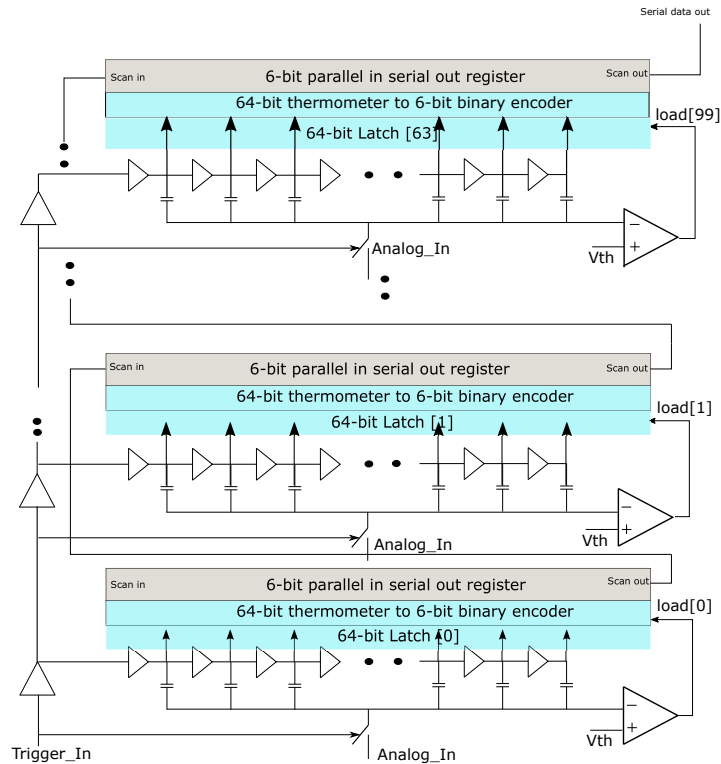 Serial data out
Scan in
6-bit parallel in serial out register
Scan out
64-bit thermometer to 6-bit binary encoder
load[99]
64-bit Latch [63]
Analog_In
−
+
Vth
Scan in
6-bit parallel in serial out register
Scan out
64-bit thermometer to 6-bit binary encoder
load[1]
64-bit Latch [1]
−
+
Vth
Analog_In
Scan in
6-bit parallel in serial out register
Scan out
64-bit thermometer to 6-bit binary encoder
load[0]
64-bit Latch [0]
−
+
Vth
Trigger_In
Analog_In